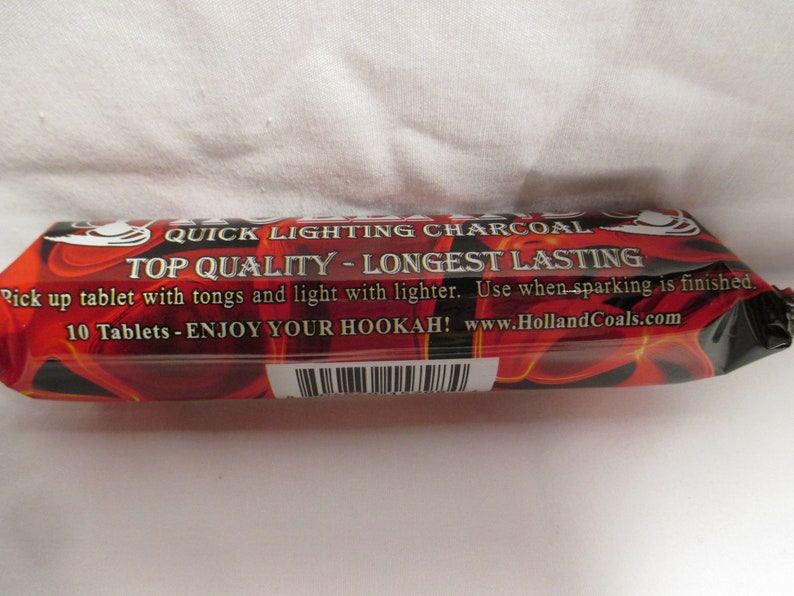 HOLLAND
QUICK LIGHTING CHARCOAL
TOP QUALITY - LONGEST LASTING
Pick up tablet with tongs and light with lighter. Use when sparking is finished.
10 Tablets - ENJOY YOUR HOOKAH! www.HollandCoals.com